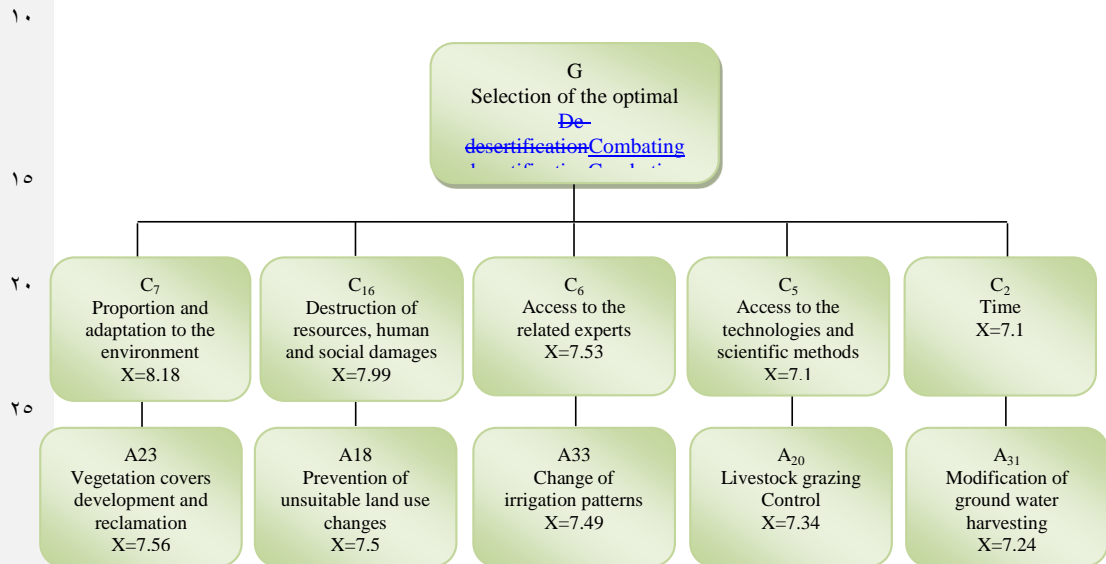 ١٠
G
Selection of the optimal
De-
desertificationCombating
١٥
٢٠
C7
Proportion and
adaptation to the
environment
X=8.18
C16
Destruction of
resources, human
and social damages
X=7.99
C6
Access to the
related experts
X=7.53
C5
Access to the
technologies and
scientific methods
X=7.1
C2
Time
X=7.1
٢٥
A23
Vegetation covers
development and
reclamation
X=7.56
A18
Prevention of
unsuitable land use
changes
X=7.5
A33
Change of
irrigation patterns
X=7.49
A20
Livestock grazing
Control
X=7.34
A31
Modification of
ground water
harvesting
X=7.24